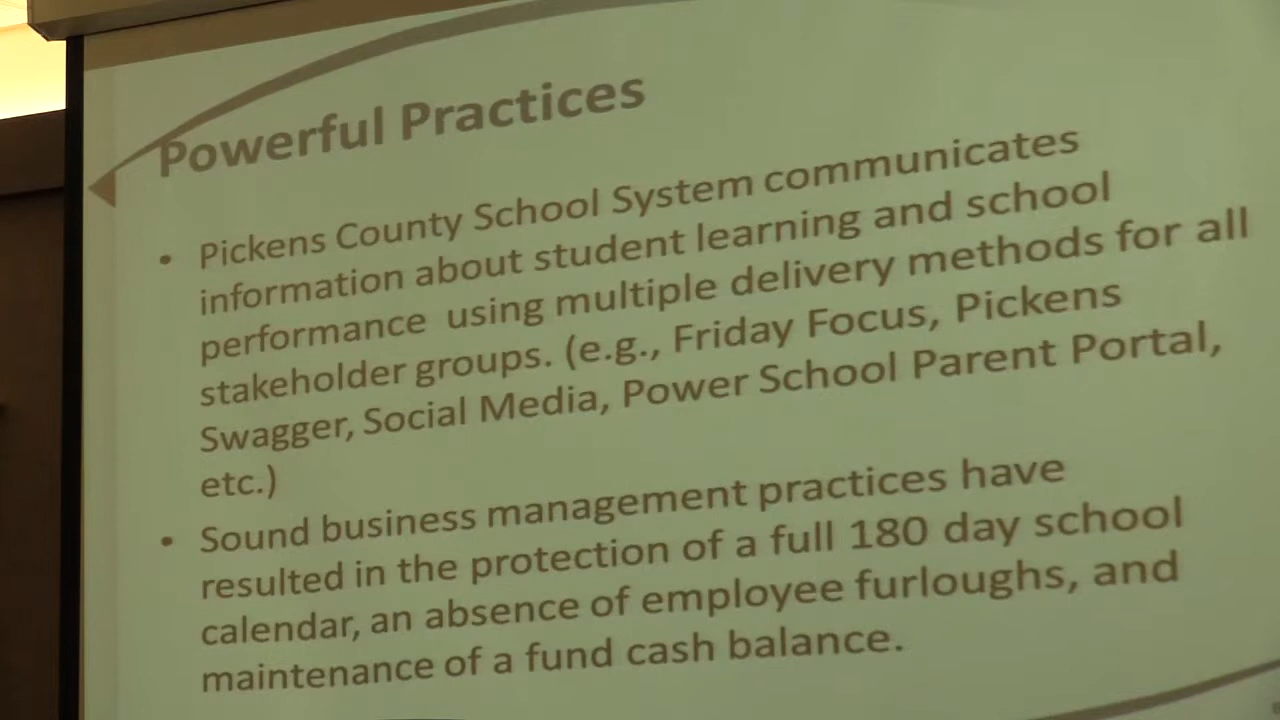 Powerful Practices
• Pickens County School System communicates
information about student learning and school
performance using multiple delivery methods for all
stakeholder groups. (e.g., Friday Focus, Pickens
Swagger, Social Media, Power School Parent Portal,
etc.)
• Sound business management practices have
resulted in the protection of a full 180 day school
calendar, an absence of employee furloughs, and
maintenance of a fund cash balance.